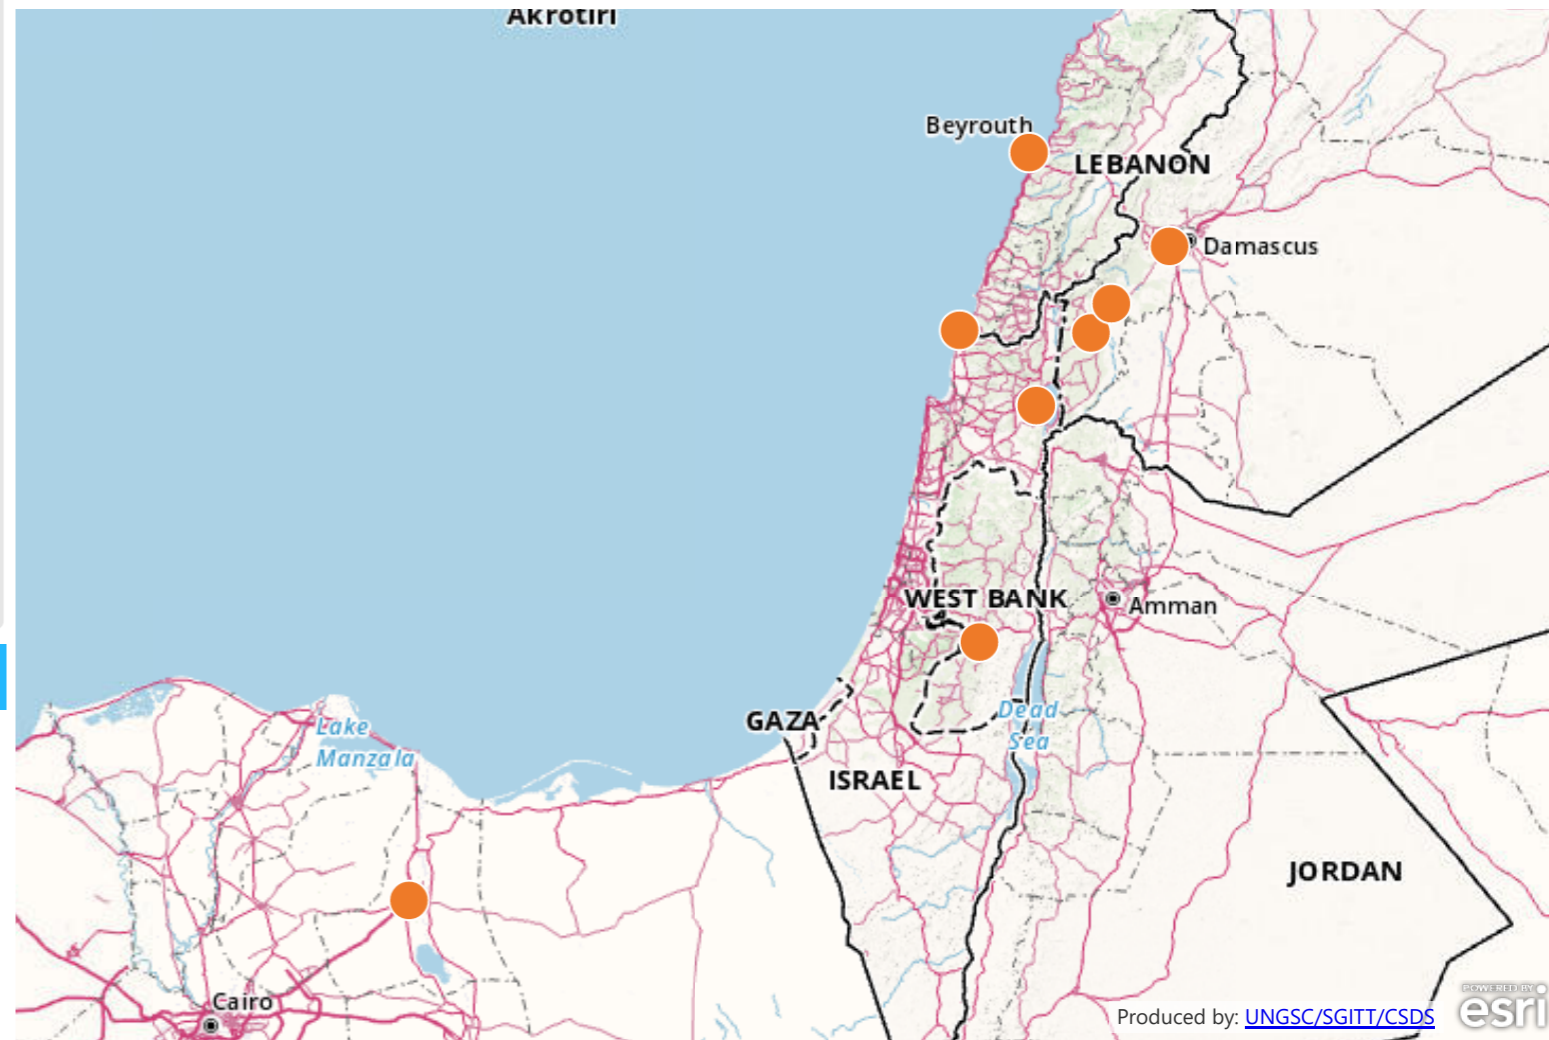 Akrotiri
Beyrouth
LEBANON
Damascus
WEST BANK
Amman
GAZA
Dead
Sea
Lake
Manzala
ISRAEL
JORDAN
Cairo
POWERED BY
esri
Produced by: UNGSC/SGITT/CSDS